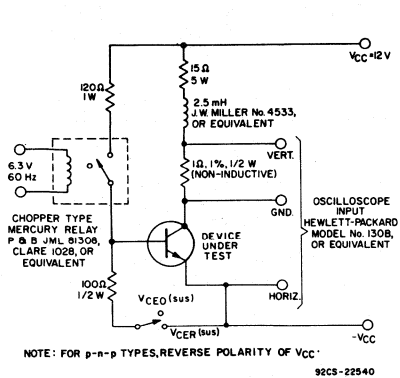 120Ω
1W
15Ω
5 W
VCC=12V
2.5 mH
J.W. MILLER No. 4533,
OR EQUIVALENT
6.3 V
60 Hz
VERT.
1Ω, 1%, 1/2 W
(NON-INDUCTIVE)
GND.
OSCILLOSCOPE
INPUT
HEWLETT-PACKARD
MODEL No. 130B,
OR EQUIVALENT
CHOPPER TYPE
MERCURY RELAY
P & B JML 81308,
CLARE 1028, OR
EQUIVALENT
DEVICE
UNDER
TEST
100Ω
1/2 W
VCEO (sus)
VCER (sus)
HORIZ.
-VCC
NOTE: FOR p-n-p TYPES, REVERSE POLARITY OF VCC.
92CS-22540